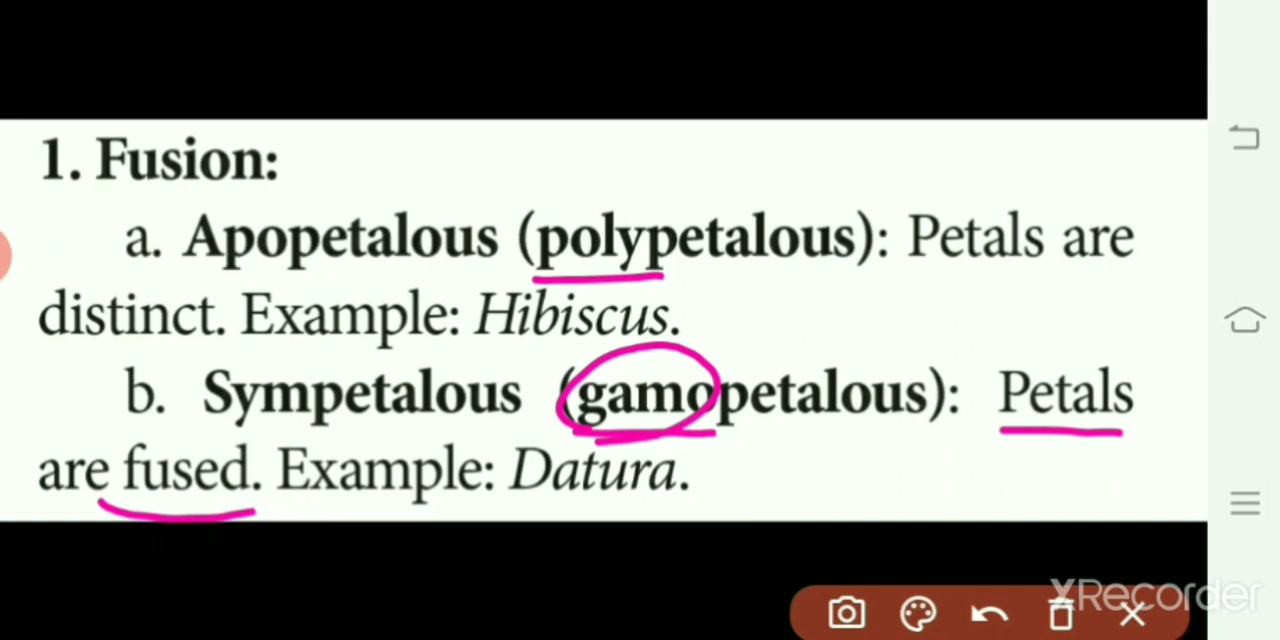 1. Fusion:
a. Apopetalous (polypetalous): Petals are
distinct. Example: Hibiscus.
b. Sympetalous (gamopetalous): Petals
are fused. Example: Datura.
XRecorder